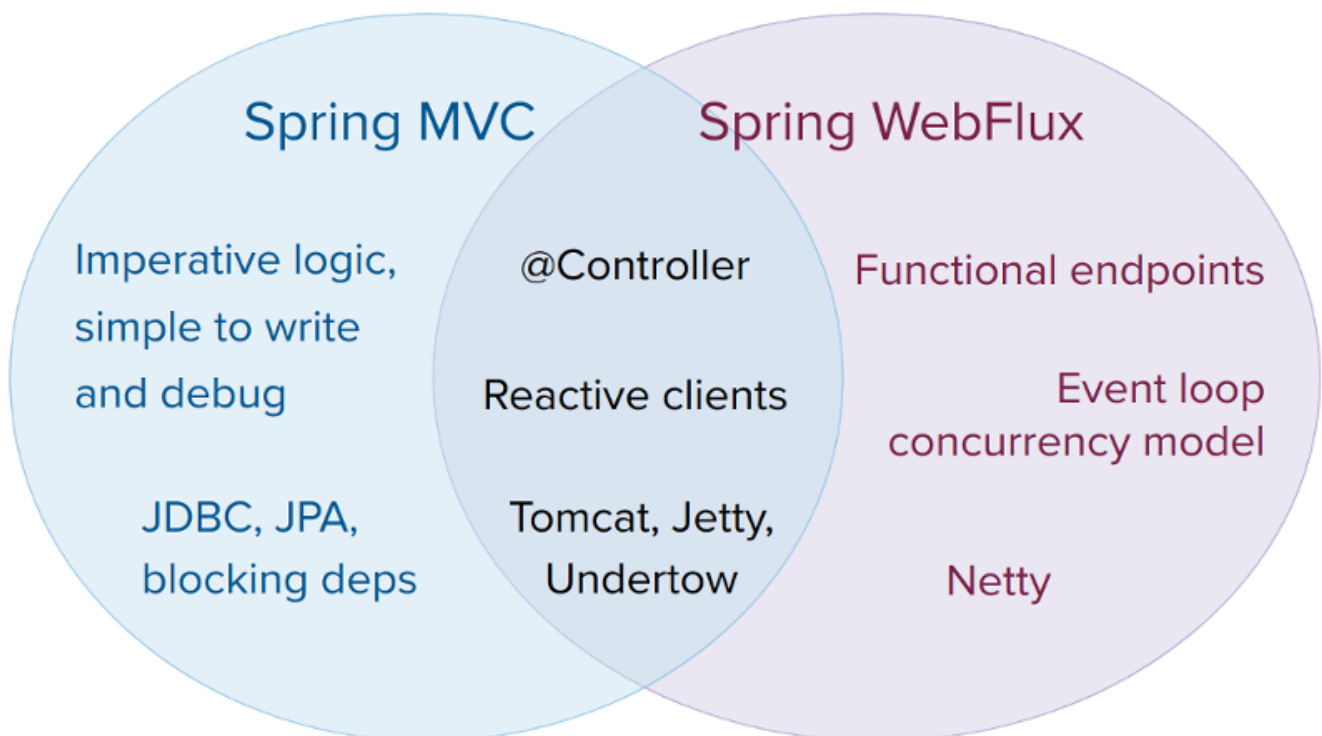 Spring MVC
Spring WebFlux
Imperative logic,
simple to write
and debug
JDBC, JPA,
blocking deps
@Controller
Reactive clients
Tomcat, Jetty,
Undertow
Functional endpoints
Event loop
concurrency model
Netty